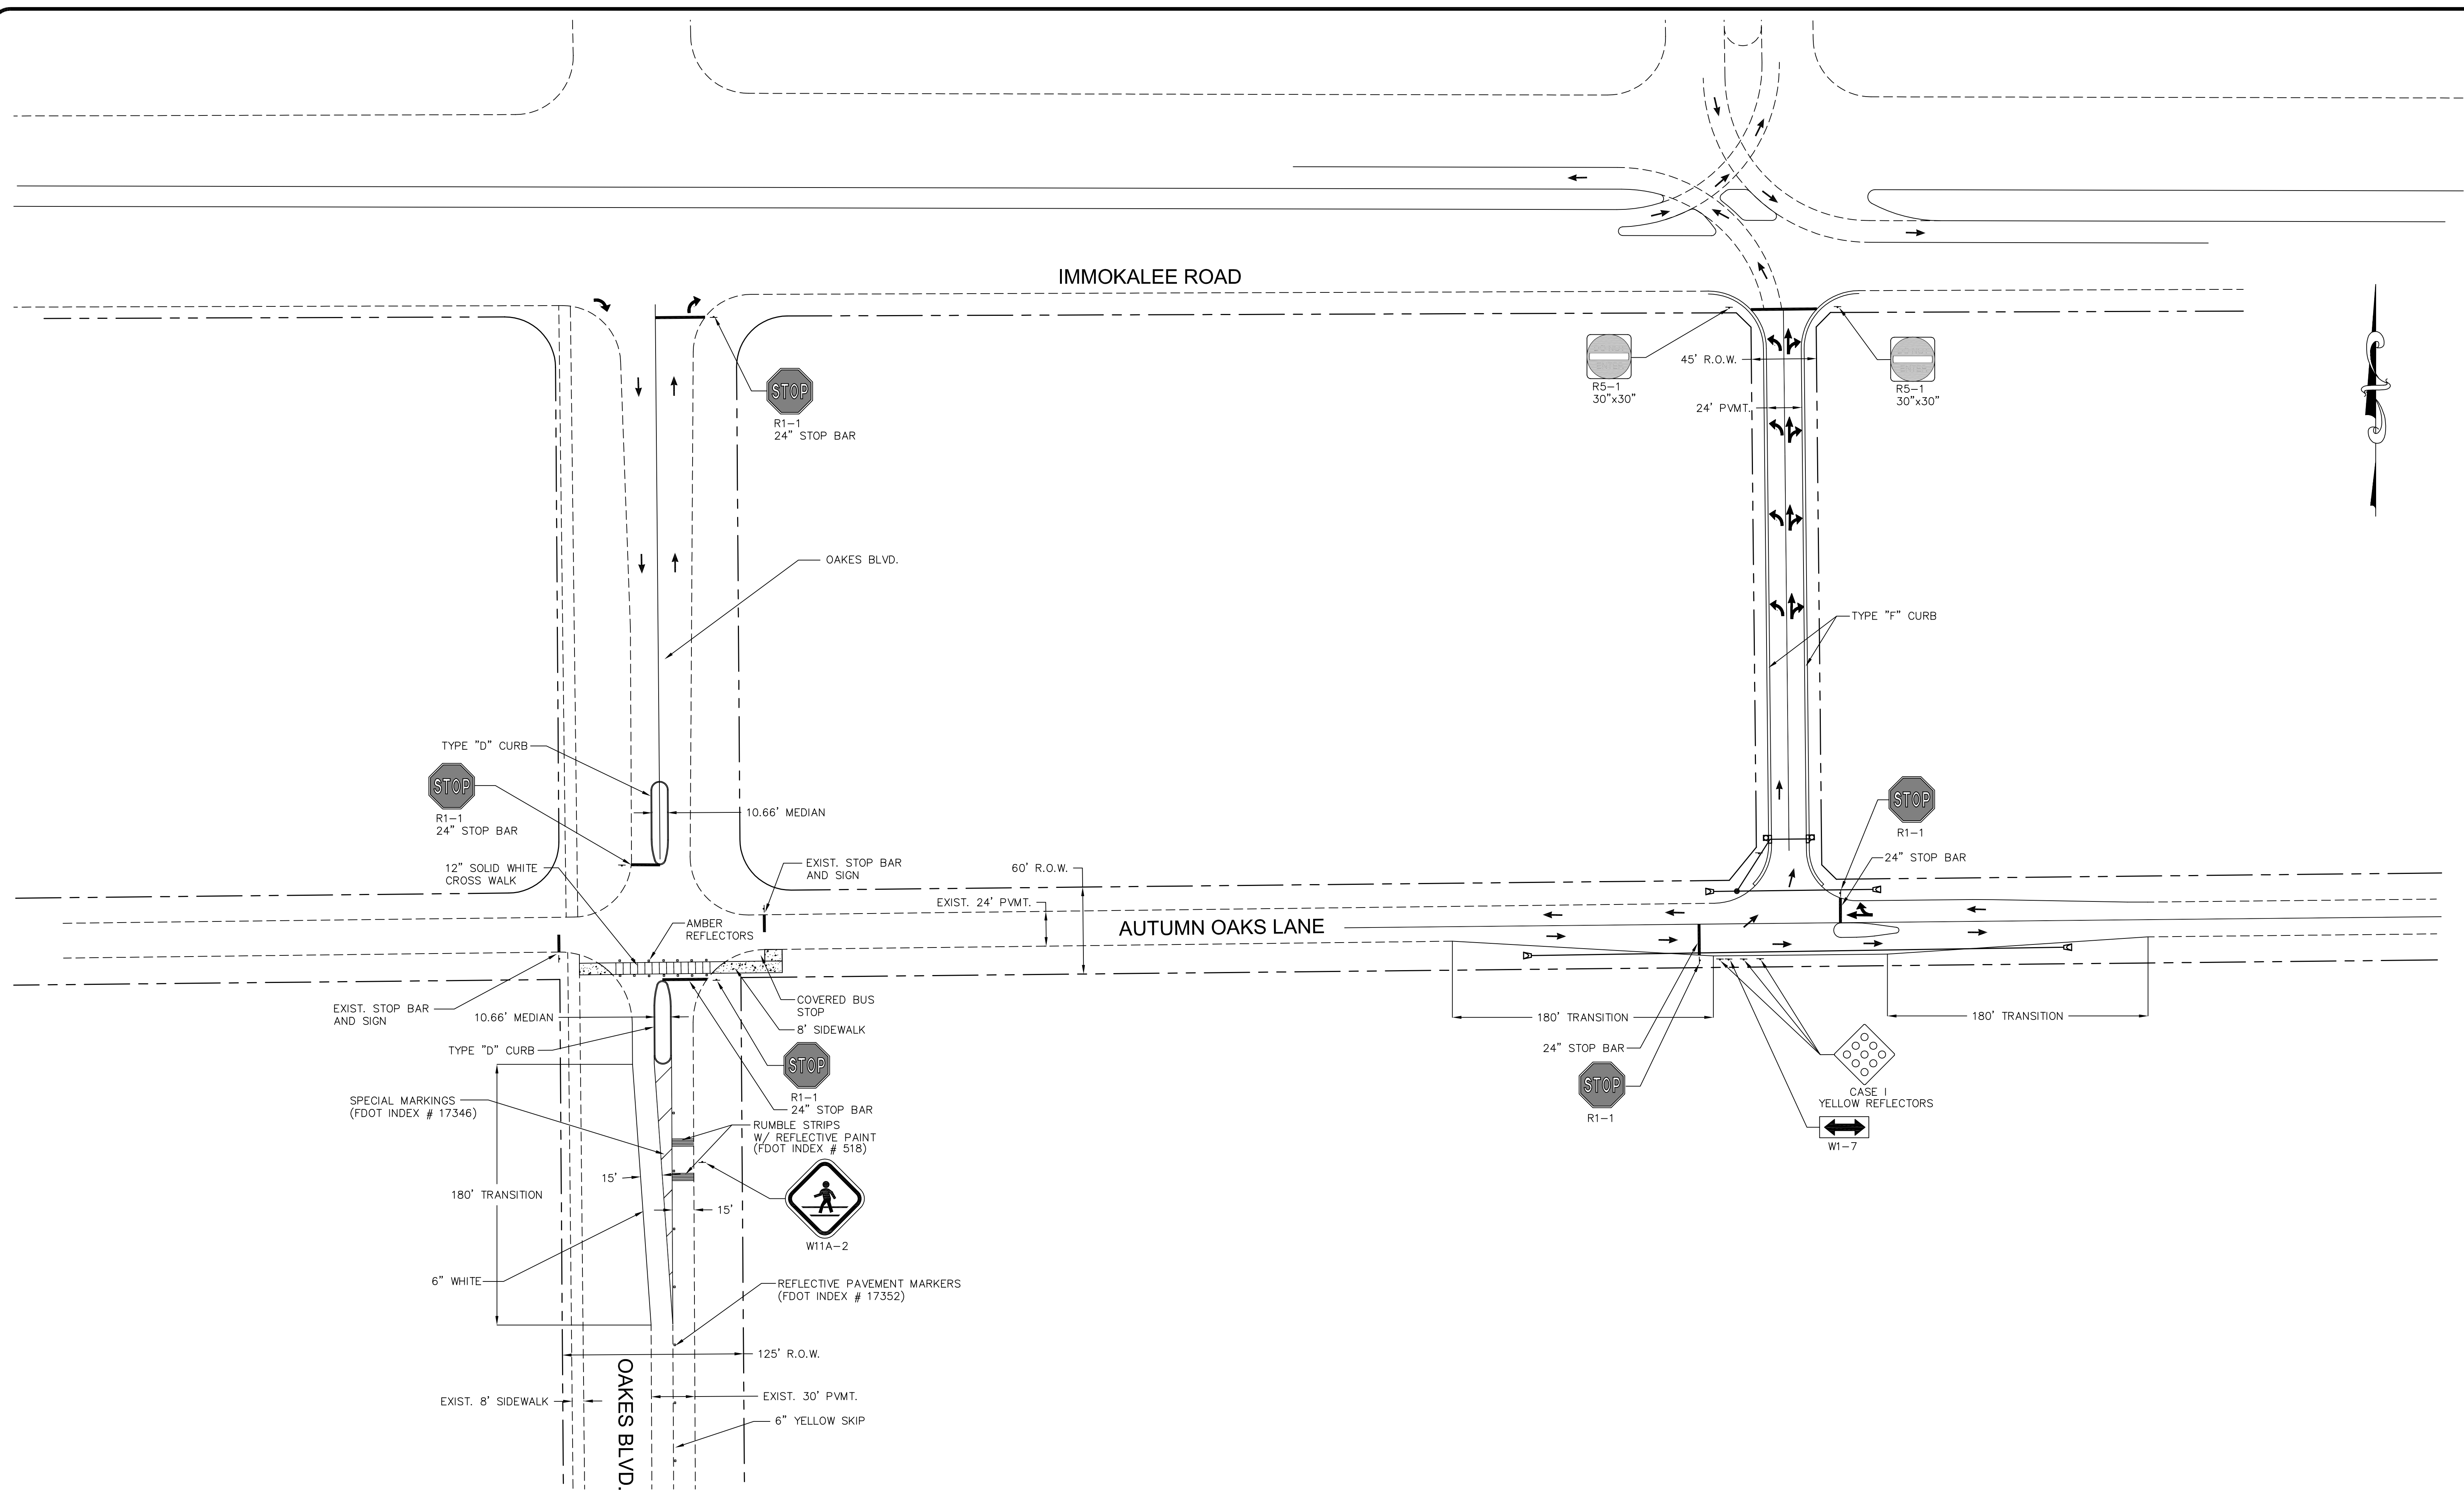 IMMOKALEE ROAD
STOP
R1-1
24" STOP BAR
45' R.O.W.
R5-1
30"x30"
R5-1
30"x30"
24' PVMT.
OAKES BLVD.
TYPE "F" CURB
TYPE "D" CURB
STOP
R1-1
24" STOP BAR
10.66' MEDIAN
12" SOLID WHITE
CROSS WALK
EXIST. STOP BAR
AND SIGN
60' R.O.W.
EXIST. 24' PVMT.
STOP
R1-1
24" STOP BAR
AMBER
REFLECTORS
AUTUMN OAKS LANE
EXIST. STOP BAR
AND SIGN
10.66' MEDIAN
TYPE "D" CURB
COVERED BUS
STOP
8' SIDEWALK
STOP
R1-1
24" STOP BAR
180' TRANSITION
180' TRANSITION
24" STOP BAR
STOP
R1-1
CASE I
YELLOW REFLECTORS
W1-7
SPECIAL MARKINGS
(FDOT INDEX # 17346)
RUMBLE STRIPS
W/ REFLECTIVE PAINT
(FDOT INDEX # 518)
15'
180' TRANSITION
15'
W11A-2
6" WHITE
REFLECTIVE PAVEMENT MARKERS
(FDOT INDEX # 17352)
125' R.O.W.
EXIST. 8' SIDEWALK
OAKES BLVD.
EXIST. 30' PVMT.
6" YELLOW SKIP